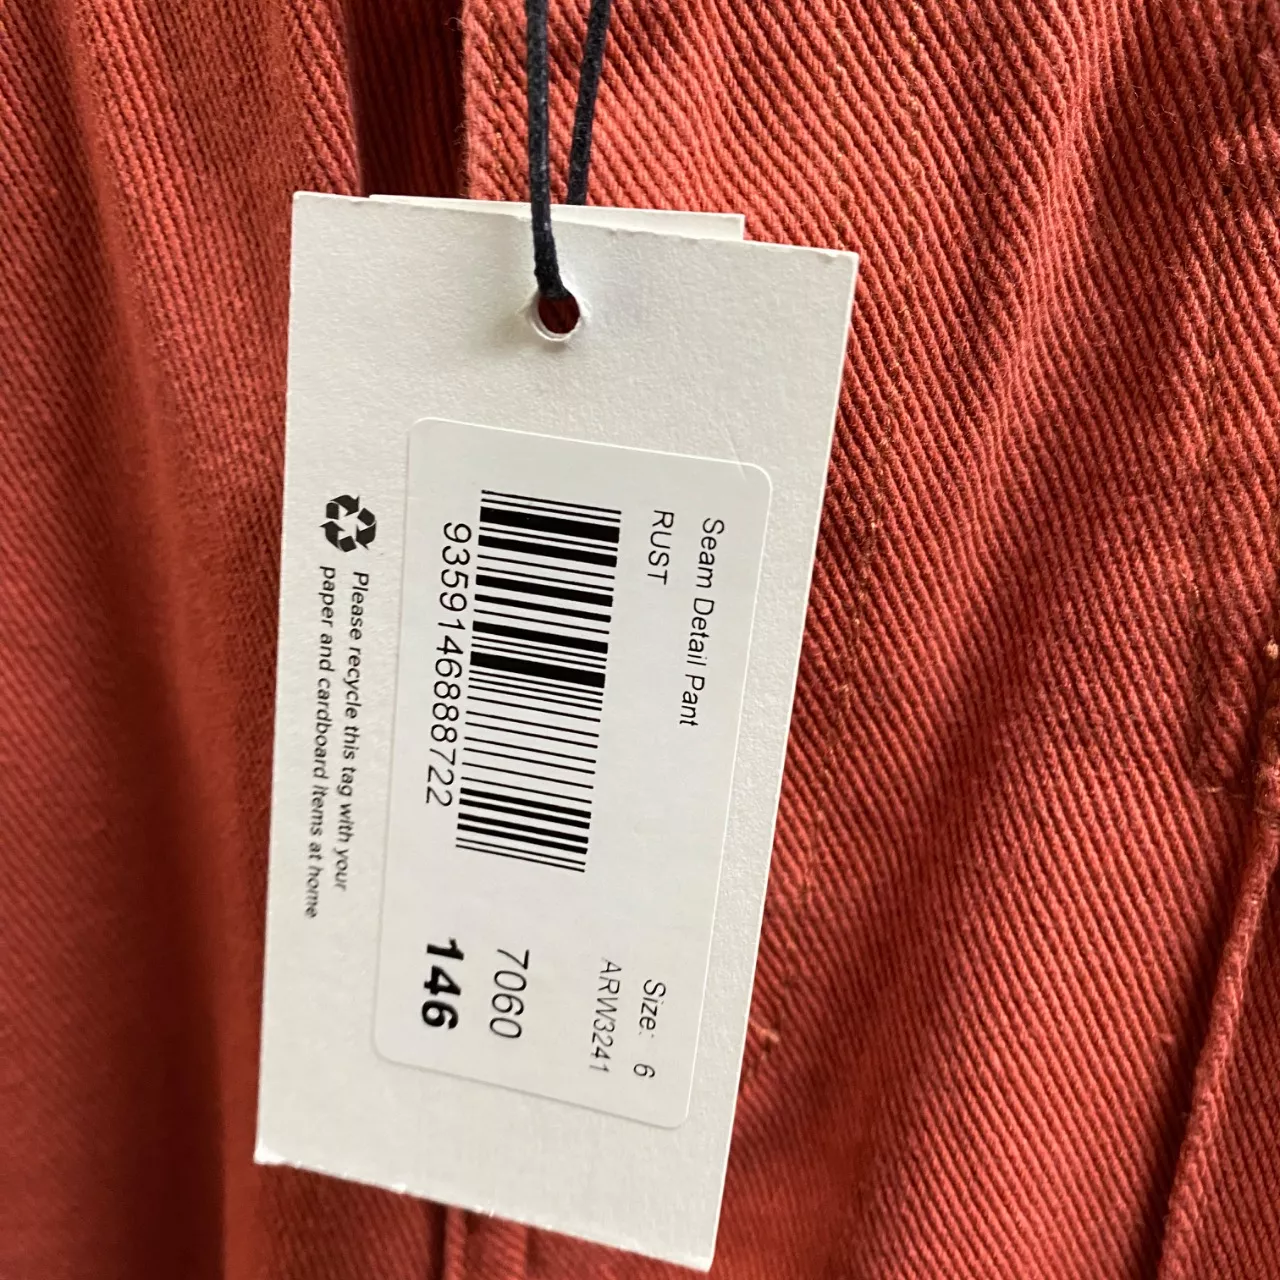 Seam Detail Pant
RUST
Size: 6
ARW3241
9359146888722
7060
146
Please recycle this tag with your
paper and cardboard items at home